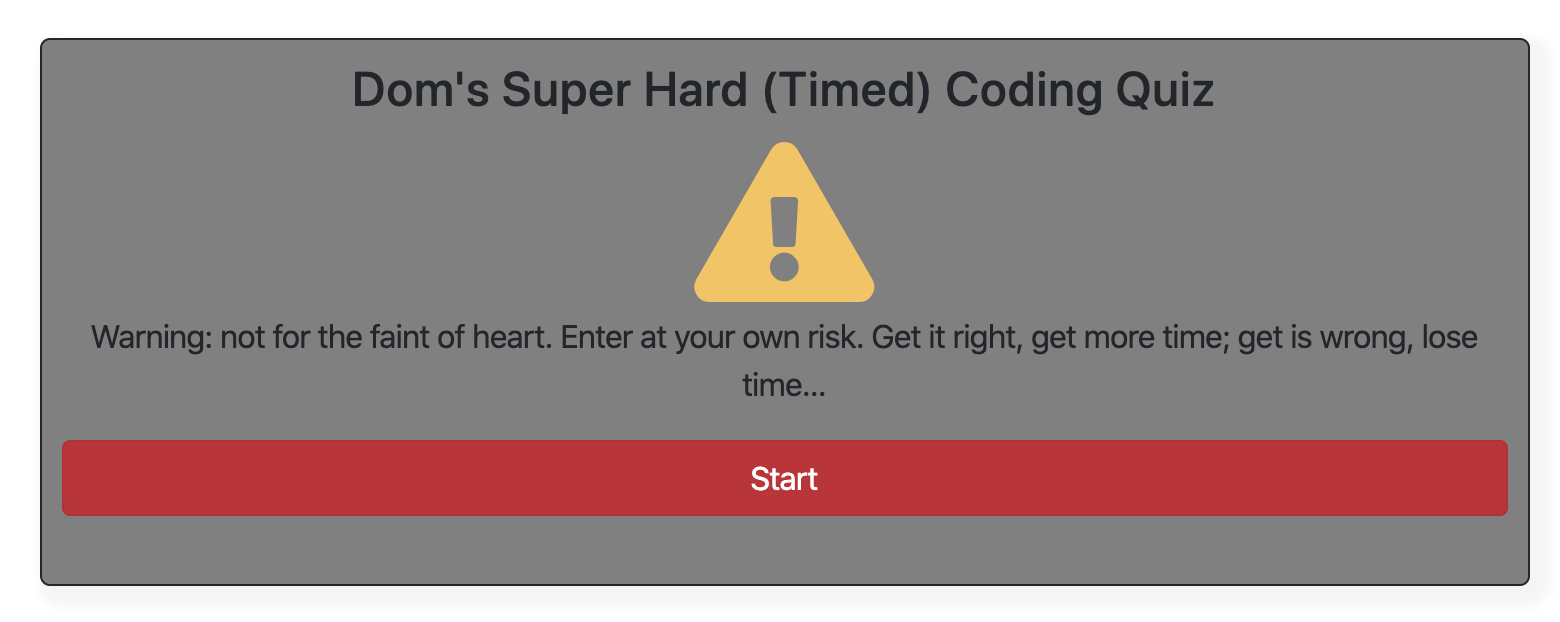 Dom's Super Hard (Timed) Coding Quiz
Warning: not for the faint of heart. Enter at your own risk. Get it right, get more time; get is wrong, lose
time...
Start